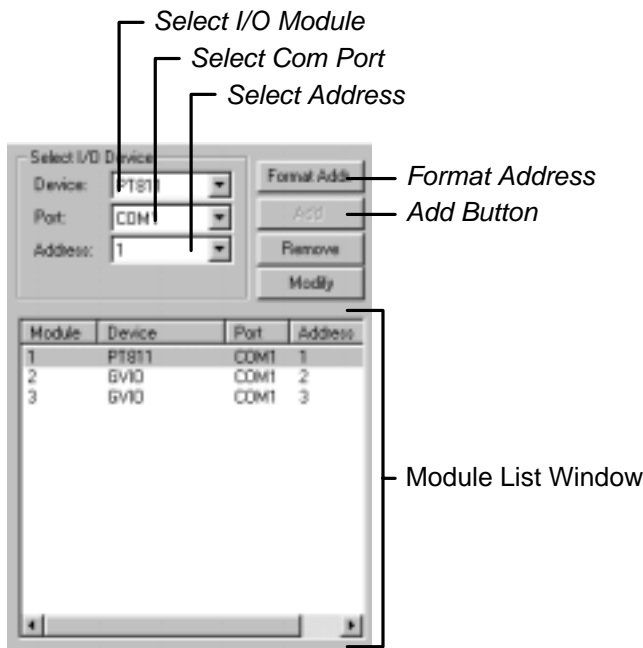 Select I/O Module
Select Com Port
Select Address
Select I/O Device
Device: PT811
Port: COM1
Address: 1
Format Addr
Add
Remove
Modify
Format Address
Add Button
Module Device Port Address
1 PT811 COM1 1
2 GVIO COM1 2
3 GVIO COM1 3
Module List Window